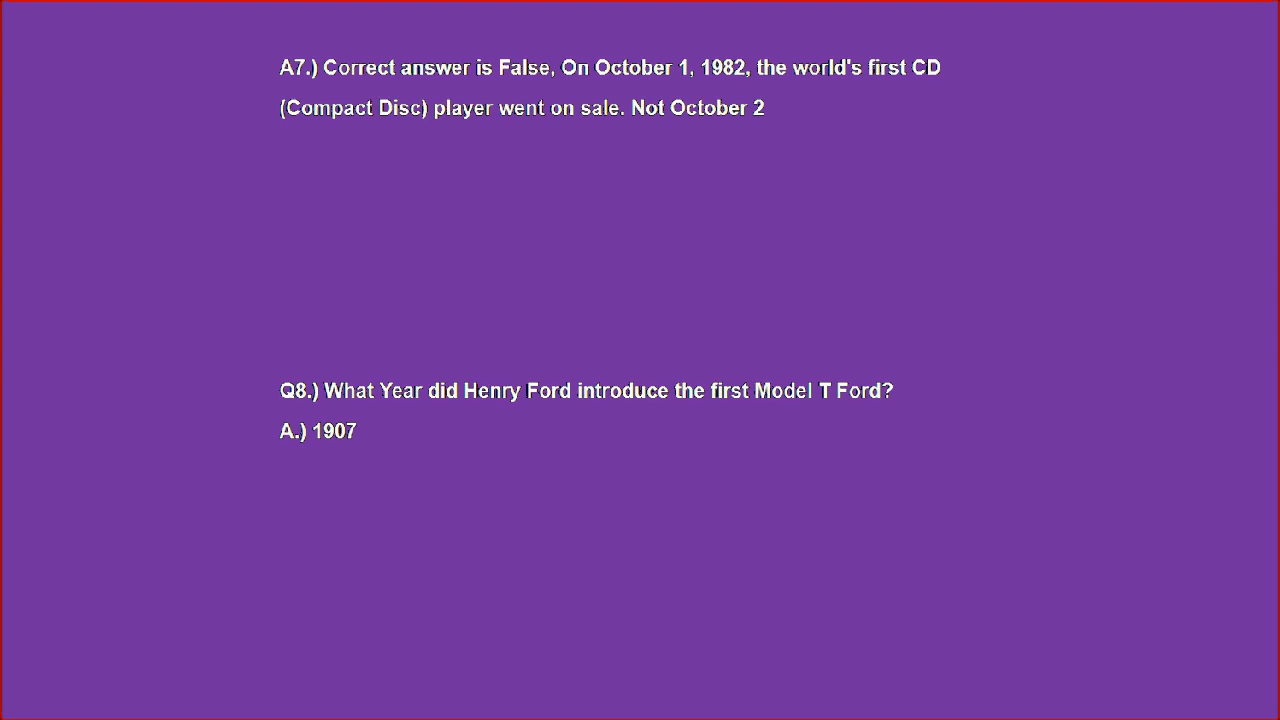 A7.) Correct answer is False, On October 1, 1982, the world's first CD
(Compact Disc) player went on sale. Not October 2
Q8.) What Year did Henry Ford introduce the first Model T Ford?
A.) 1907